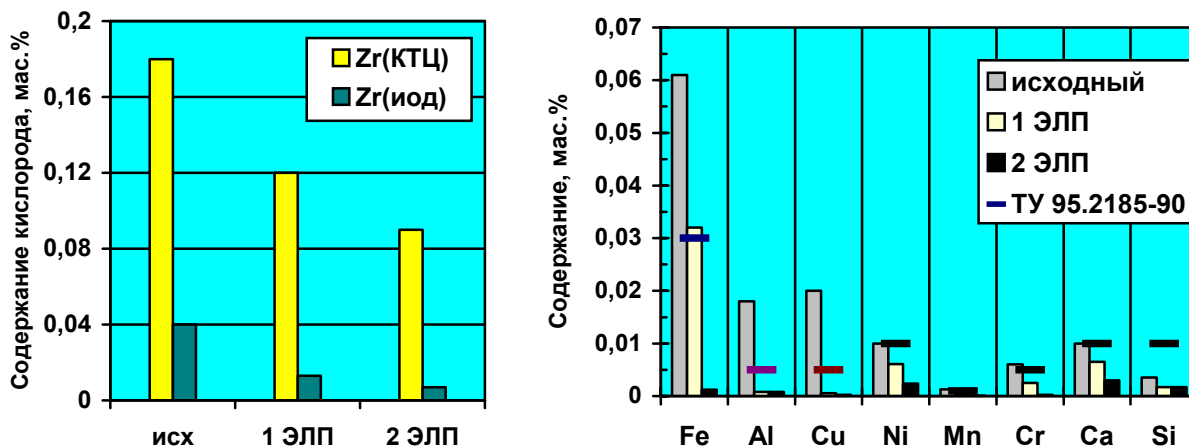 Содержание кислорода, мас.%
0,2
0,16
0,12
0,08
0,04
0
Zr(КТЦ)
Zr(иод)
исх
1 ЭЛП
2 ЭЛП
Содержание, мас.%
0,07
0,06
0,05
0,04
0,03
0,02
0,01
0
исходный
1 ЭЛП
2 ЭЛП
ТУ 95.2185-90
Fe
Al
Cu
Ni
Mn
Cr
Ca
Si